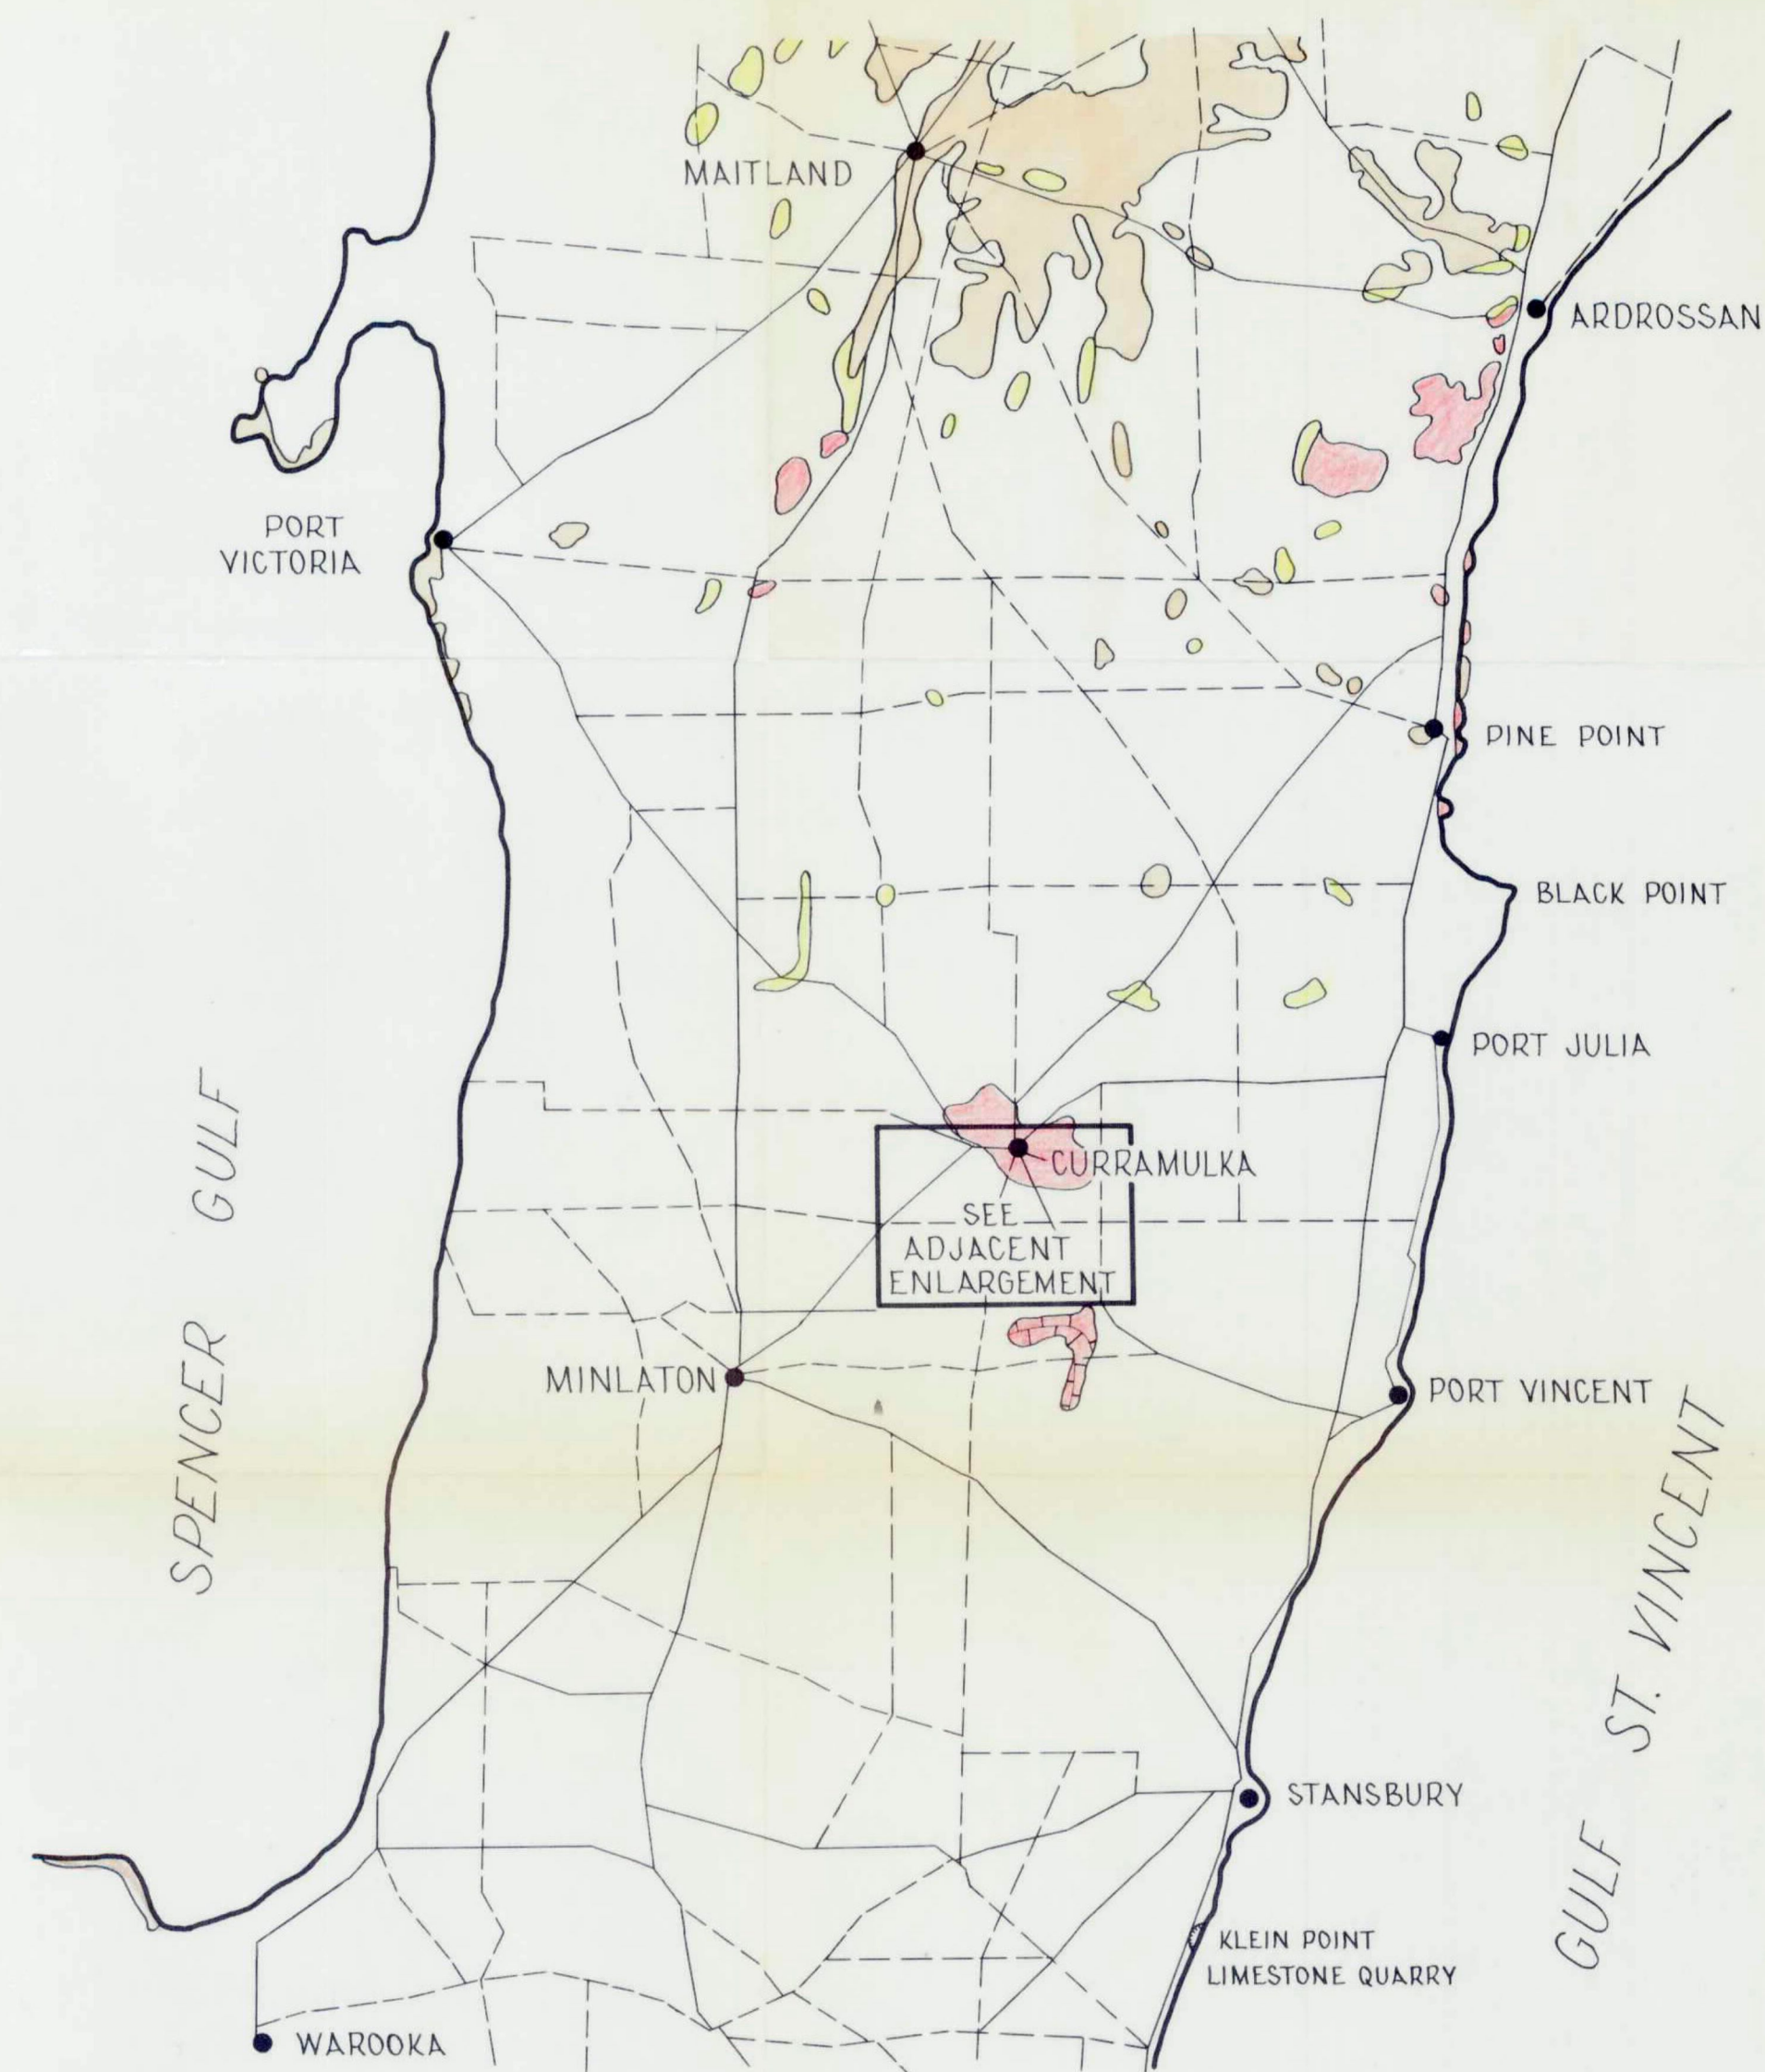 MAITLAND
ARDROSSAN
PORT
VICTORIA
PINE POINT
BLACK POINT
PORT JULIA
CURRAMULKA
SEE
ADJACENT
ENLARGEMENT
SPENCER GULF
MINLATON
PORT VINCENT
GULF ST. VINCENT
STANSBURY
KLEIN POINT
LIMESTONE QUARRY
WAROOKA